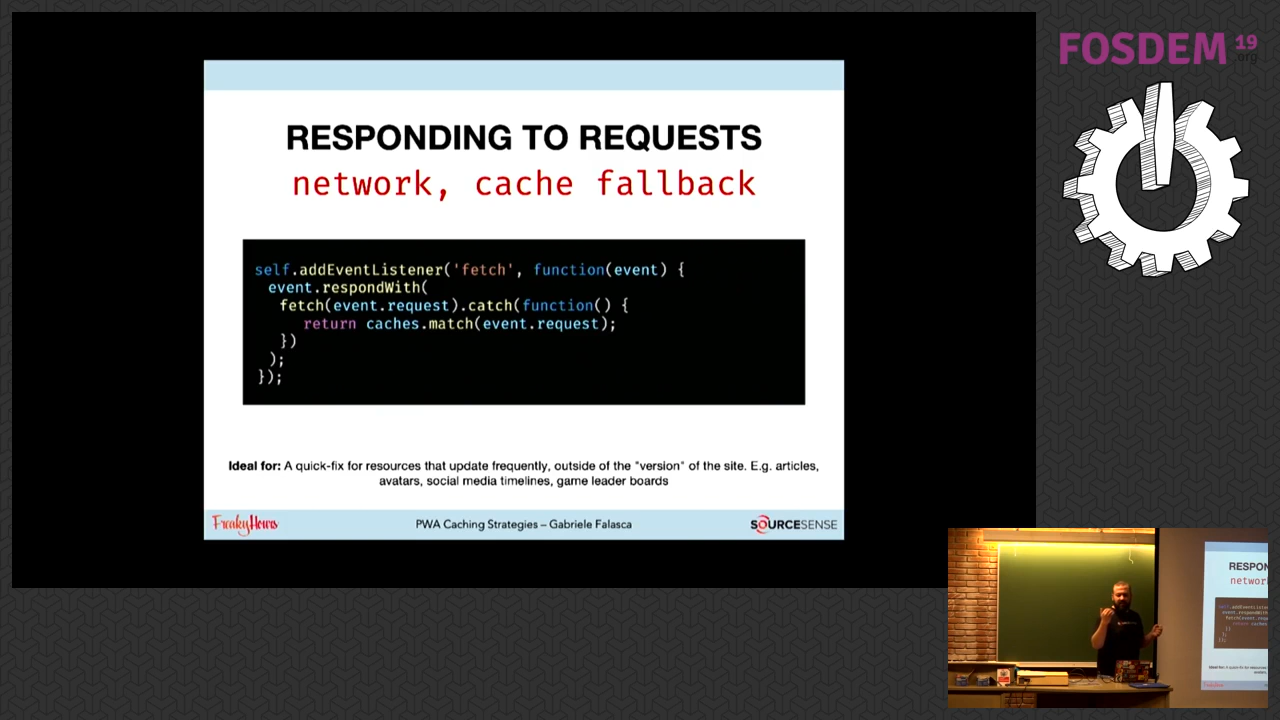 RESPONDING TO REQUESTS
network, cache fallback
self.addEventListener('fetch', function(event) {
event.respondWith(
fetch(event.request).catch(function() {
return caches.match(event.request);
})
);
});
Ideal for: A quick-fix for resources that update frequently, outside of the "version" of the site. E.g. articles,
avatars, social media timelines, game leader boards
FreakyHours
PWA Caching Strategies – Gabriele Falasca
SOURCESENSE
FOSDEM 19
.org
RESPON
networ